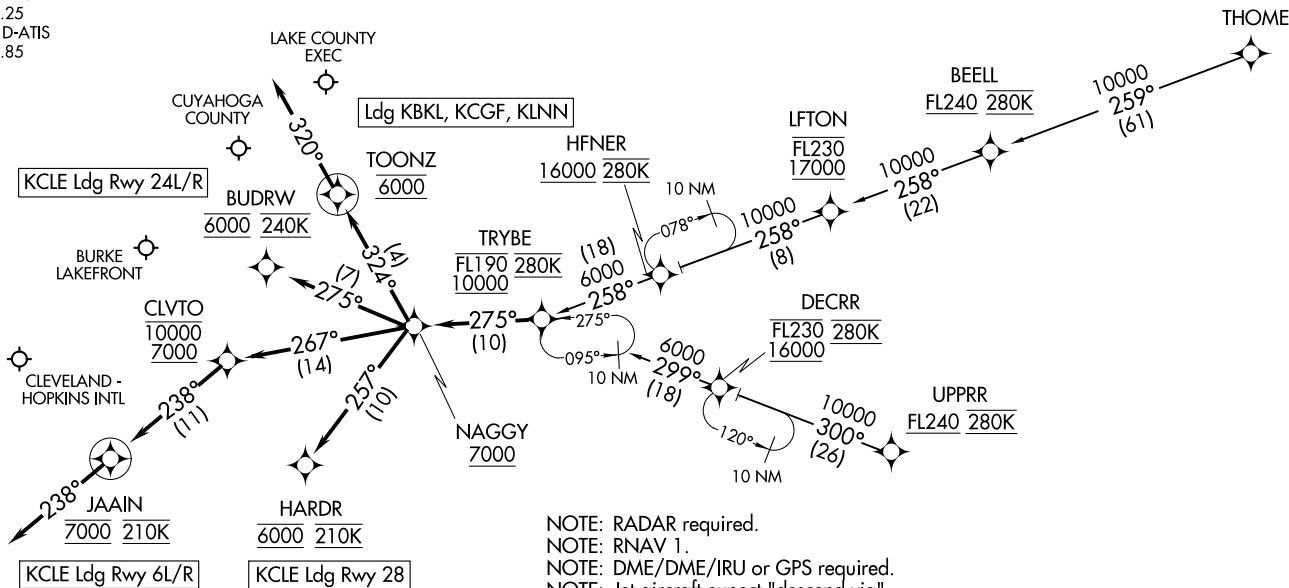 .25
D-ATIS
.85
LAKE COUNTY
EXEC
CUYAHOGA
COUNTY
Ldg KBKL, KCGF, KLNN
KCLE Ldg Rwy 24L/R
BURKE
LAKEFRONT
CLEVELAND -
HOPKINS INTL
THOME
10000
259°
(61)
BEELL
FL240 280K
10000
258°
(22)
LFTON
FL230
17000
10000
258°
(8)
HFNER
16000 280K
10 NM
078°
(18)
6000
258°
TRYBE
FL190 280K
10000
275°
095°
10 NM
275°
(10)
DECRR
FL230 280K
16000
6000
299°
(18)
120°
10 NM
UPPRR
FL240 280K
10000
300°
(26)
NAGGY
7000
TOONZ
6000
320°
324°
(4)
BUDRW
6000 240K
(7)
275°
CLVTO
10000
7000
267°
(14)
238°
(11)
JAAIN
7000 210K
238°
KCLE Ldg Rwy 6L/R
257°
(10)
HARDR
6000 210K
KCLE Ldg Rwy 28
NOTE: RADAR required.
NOTE: RNAV 1.
NOTE: DME/DME/IRU or GPS required.
NOTE: Jet aircraft expect "descend via"